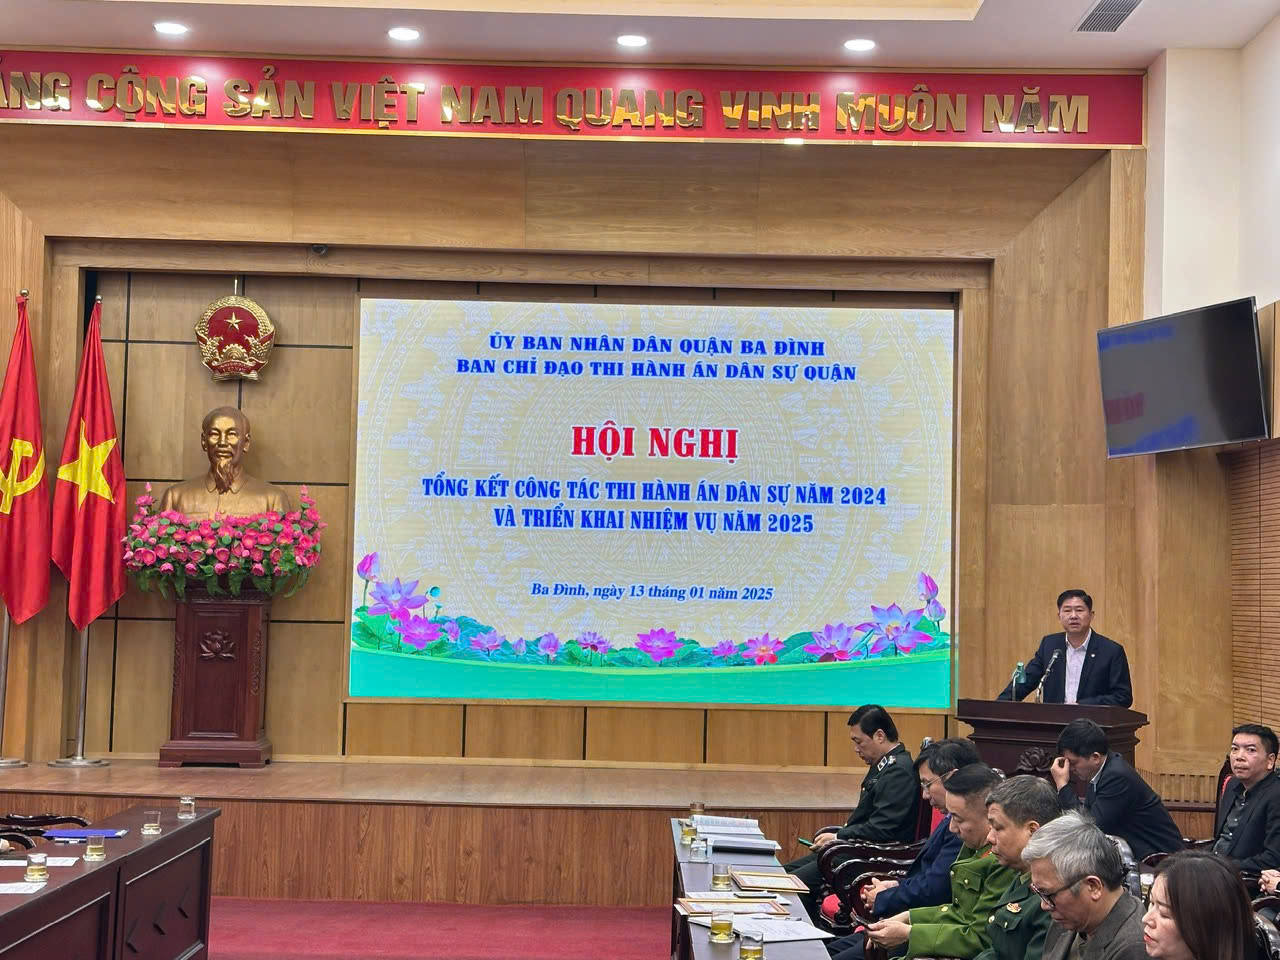 ĐẢNG CỘNG SẢN VIỆT NAM QUANG VINH MUÔN NĂM
ỦY BAN NHÂN DÂN QUẬN BA ĐÌNH
BAN CHỈ ĐẠO THI HÀNH ÁN DÂN SỰ QUẬN
HỘI NGHỊ
TỔNG KẾT CÔNG TÁC THI HÀNH ÁN DÂN SỰ NĂM 2024
VÀ TRIỂN KHAI NHIỆM VỤ NĂM 2025
Ba Đình, ngày 13 tháng 01 năm 2025